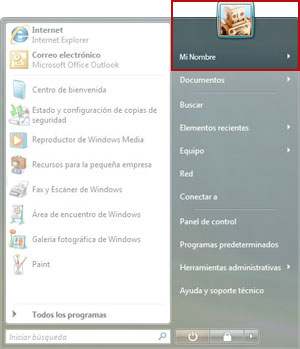 Internet
Internet Explorer
Correo electrónico
Microsoft Office Outlook
Centro de bienvenida
Estado y configuración de copias de
seguridad
Reproductor de Windows Media
Recursos para la pequeña empresa
Fax y Escáner de Windows
Área de encuentro de Windows
Galería fotográfica de Windows
Paint
Todos los programas
Iniciar búsqueda
Mi Nombre
Documentos
Buscar
Elementos recientes
Equipo
Red
Conectar a
Panel de control
Programas predeterminados
Herramientas administrativas
Ayuda y soporte técnico